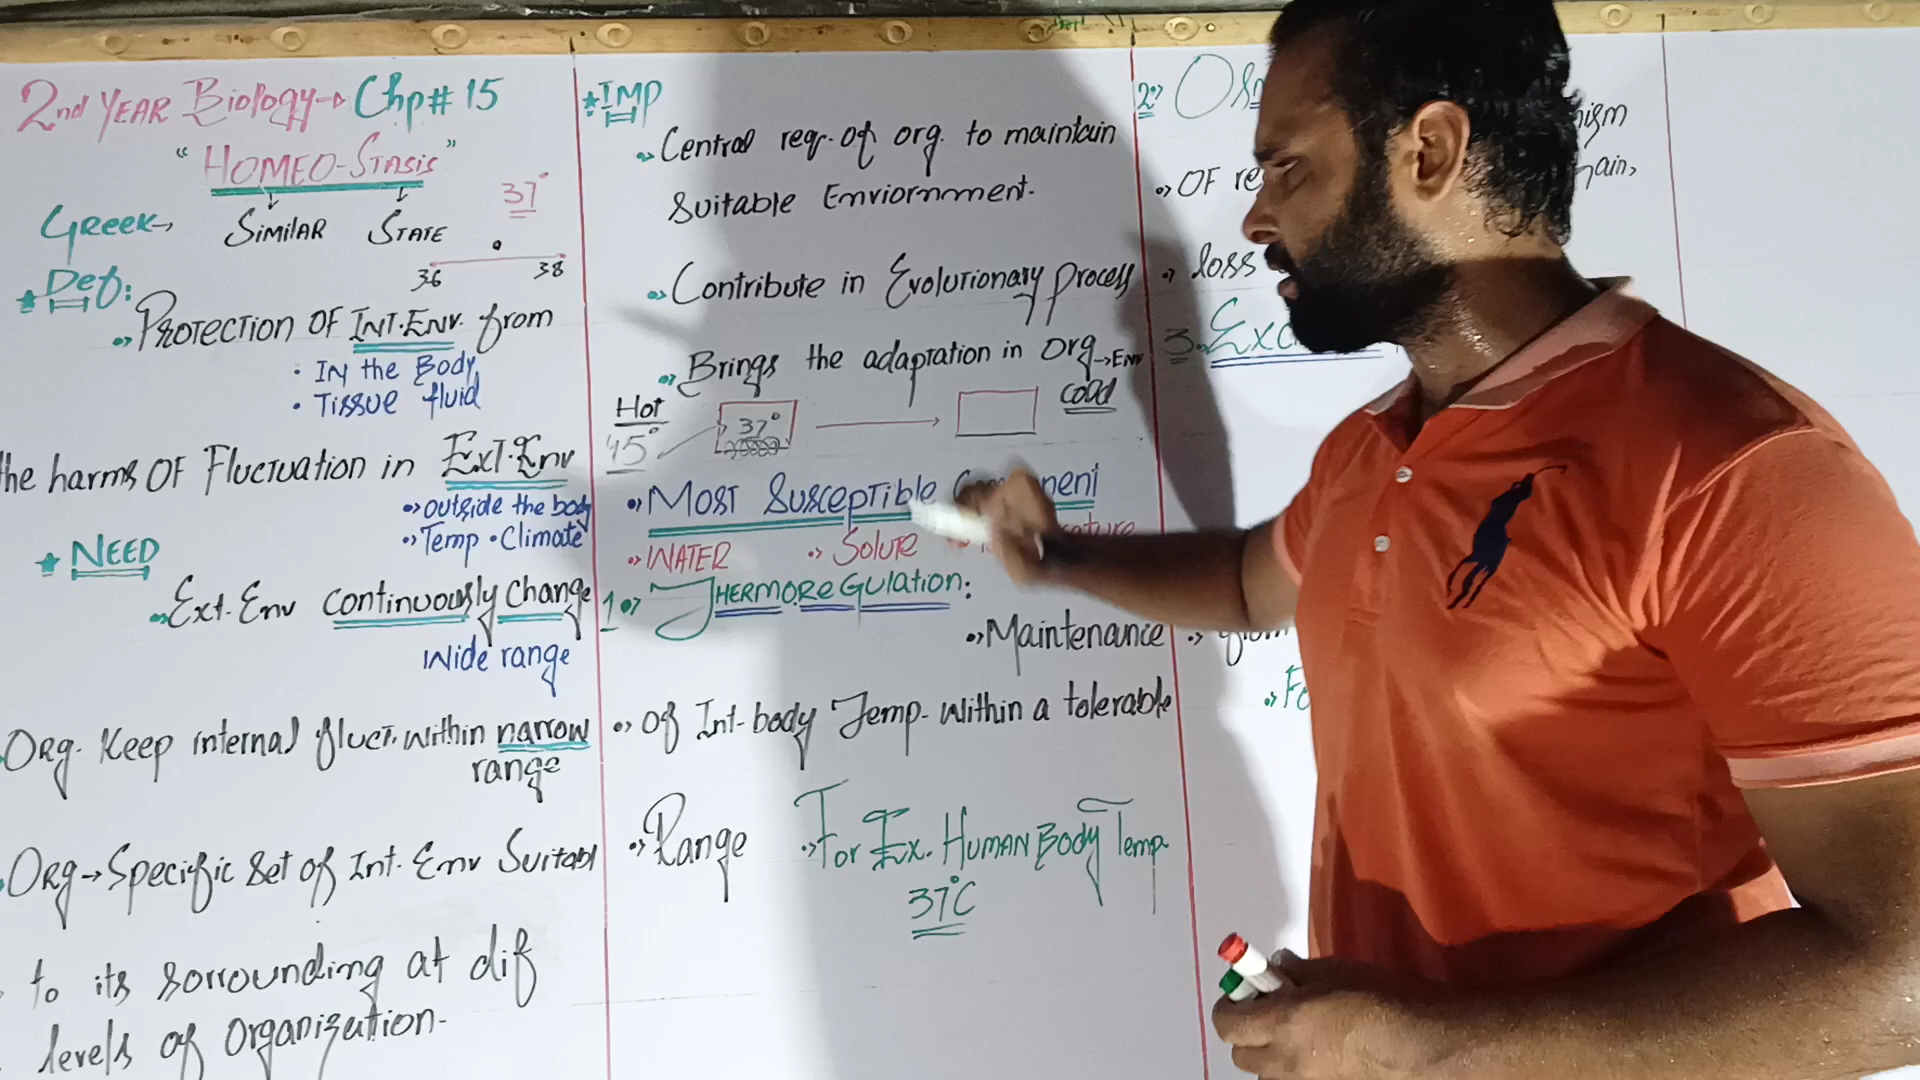 2nd YEAR Biology→ Chp# 15
"HOMEO-STASIS"
37°
GREEK→ SIMILAR STATE
36 38
Def:
PROTECTION OF INT.ENV. from
IN the Body
Tissue fluid
the harms OF Fluctuation in EXT.Env
outside the body
Temp • Climate
NEED
Ext. Env continuously change
Wide range
Org. Keep internal fluct. within narrow
range
Org→Specific Set of Int. Env Suitabl
to its sorrounding at dif
levels of organization.
IMP
Central reqr. of org. to maintain
Suitable Enviornment.
Contribute in Evolutionary process
Brings the adaptation in Org→Env
Hot 37° cold
45°
MOST Susceptible
WATER Solute
1 THERMOREGULATION:
Maintenance
of Int-body Temp. within a tolerable
Range For Ex. HUMAN BODY Temp.
37°C
2
OF
loss
3.